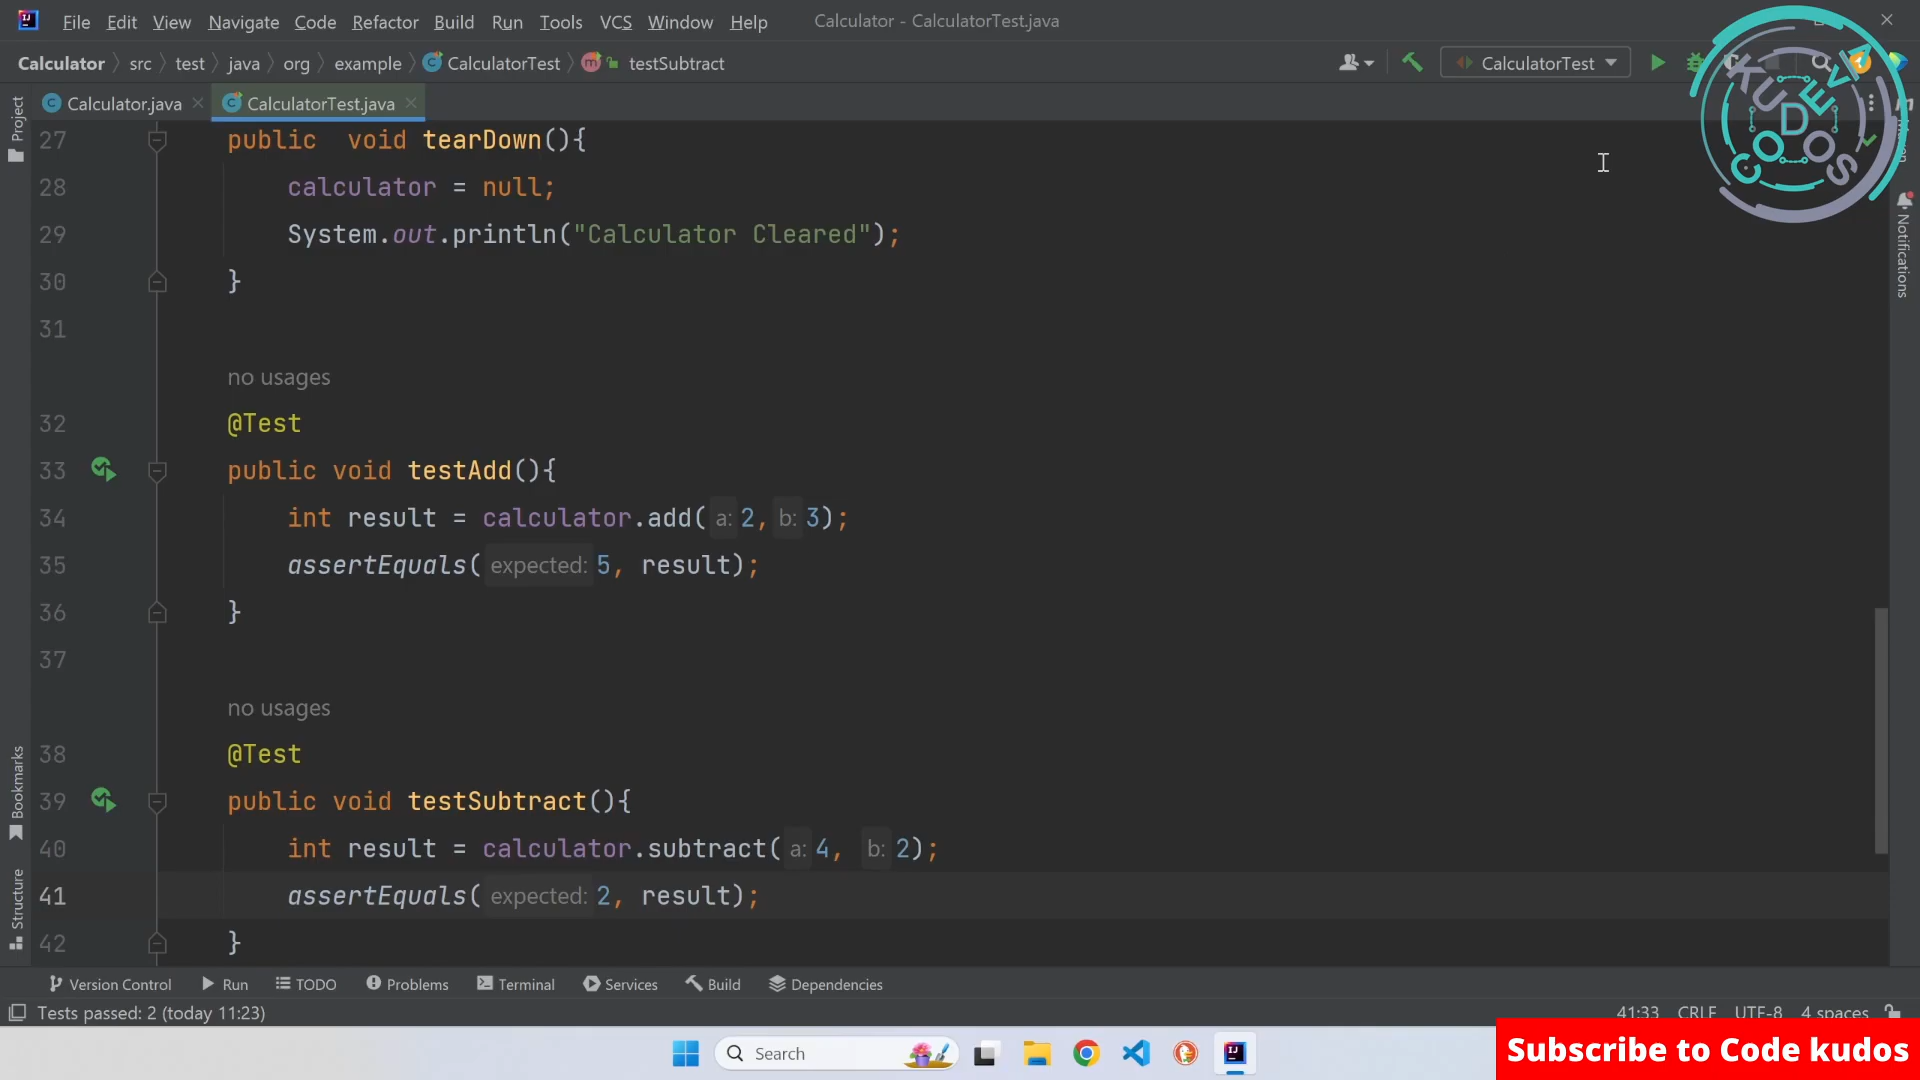 File Edit View Navigate Code Refactor Build Run Tools VCS Window Help Calculator - CalculatorTest.java
Calculator src test java org example CalculatorTest testSubtract CalculatorTest
Calculator.java CalculatorTest.java
KUDEVA
CODOS
Project
Notifications
27 public void tearDown(){
28 calculator = null;
29 System.out.println("Calculator Cleared");
30 }
31
no usages
32 @Test
33 public void testAdd(){
34 int result = calculator.add( a: 2, b: 3);
35 assertEquals( expected: 5, result);
36 }
37
no usages
38 @Test
39 public void testSubtract(){
40 int result = calculator.subtract( a: 4, b: 2);
41 assertEquals( expected: 2, result);
42 }
Bookmarks
Structure
Version Control Run TODO Problems Terminal Services Build Dependencies
Tests passed: 2 (today 11:23) 41:33 CRLF UTF-8 4 spaces
Search
Subscribe to Code kudos